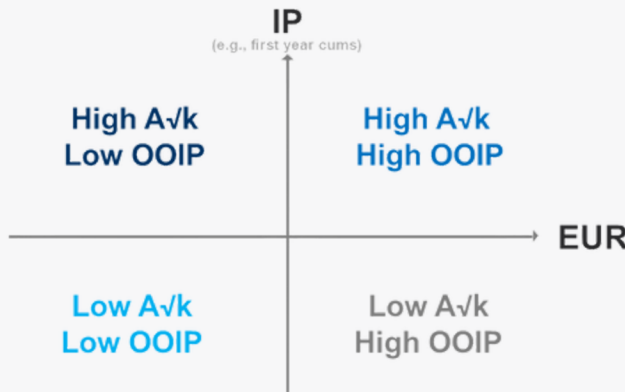 IP
(e.g., first year cums)
High A√k
Low OOIP
High A√k
High OOIP
EUR
Low A√k
Low OOIP
Low A√k
High OOIP